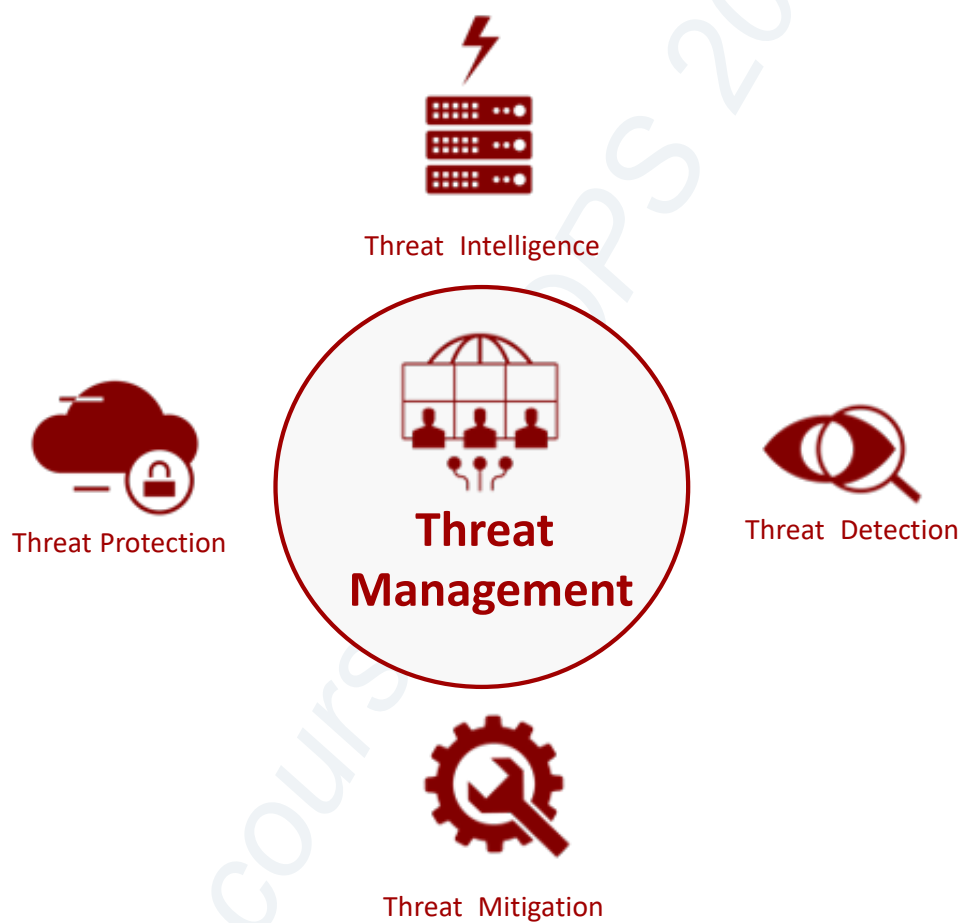 Threat Intelligence
Threat Protection
Threat
Management
Threat Detection
Threat Mitigation